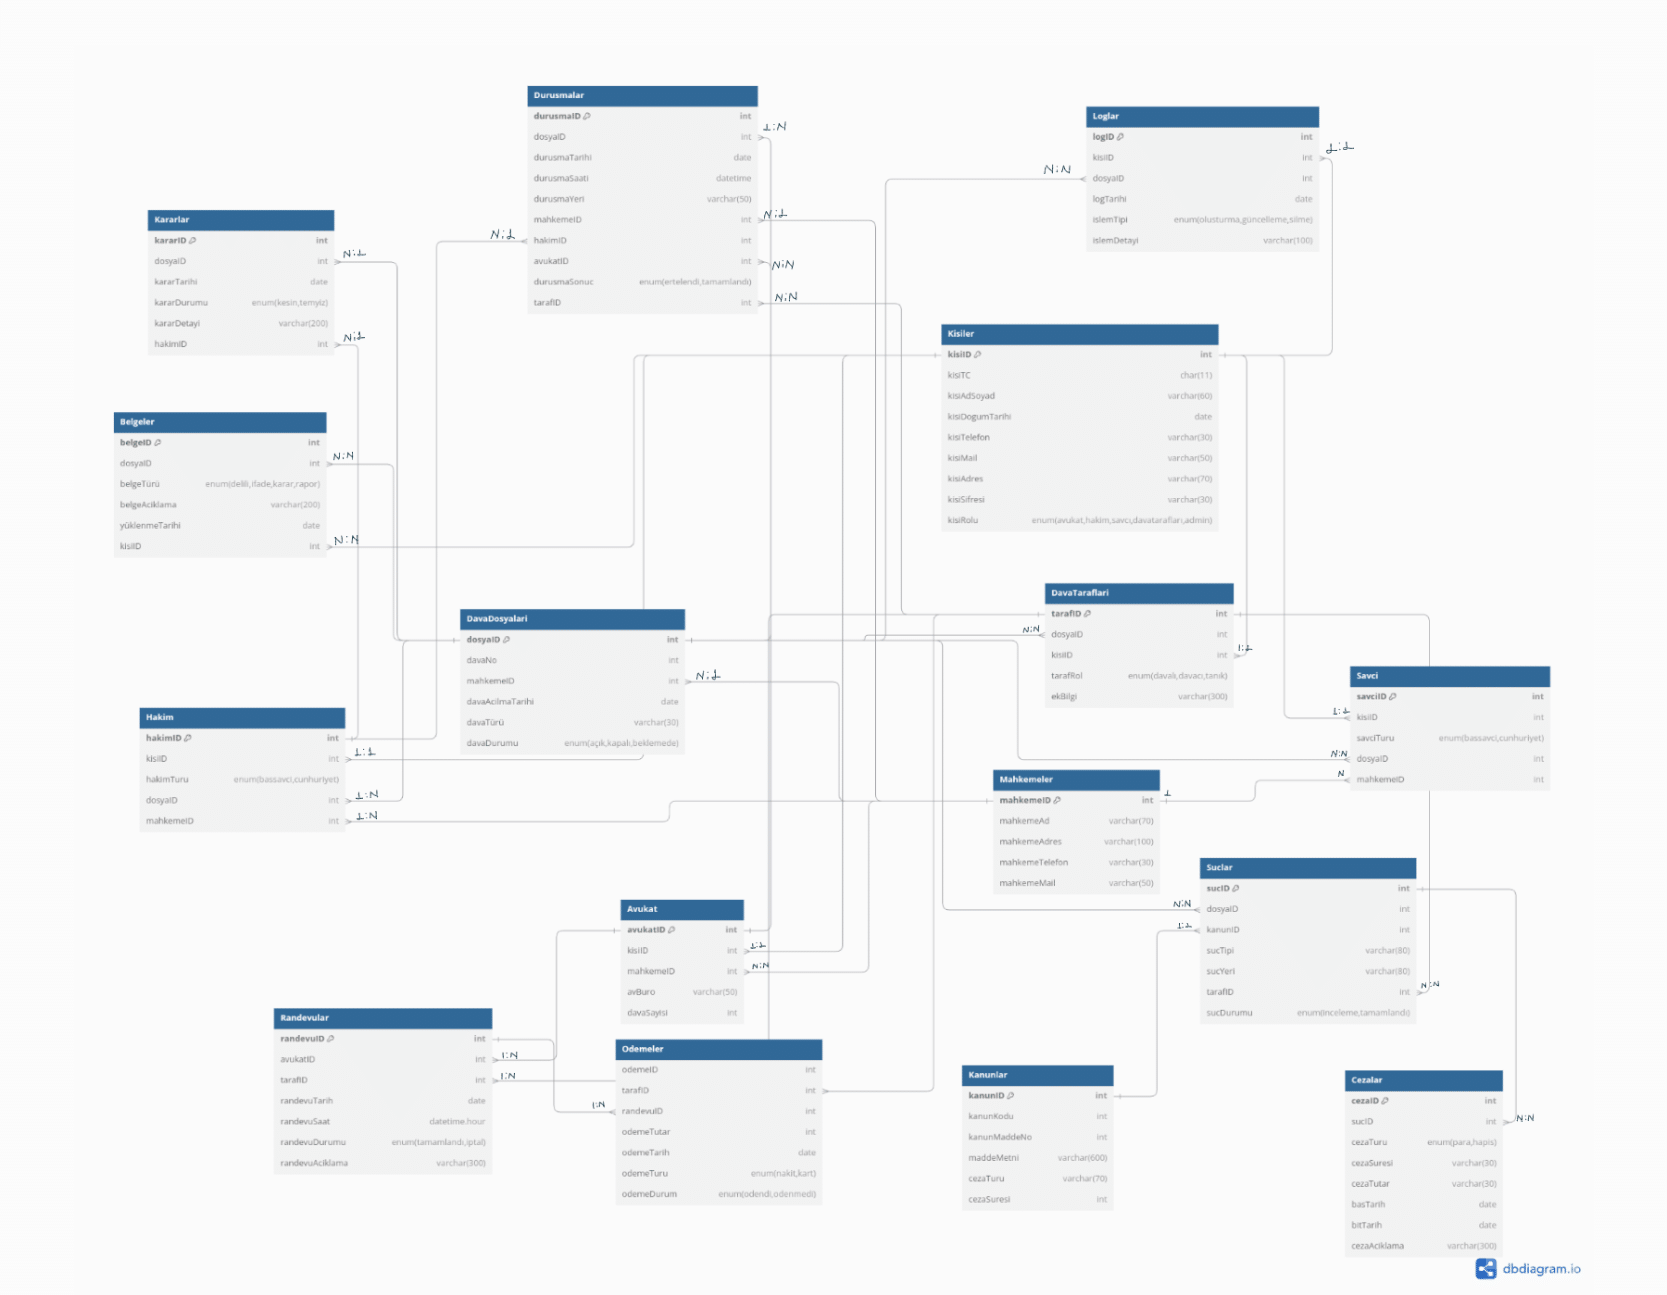 Durusmalar
durusmaID int
dosyaID int 1:N
durusmaTarihi date
durusmaSaati datetime
durusmaYeri varchar(50)
mahkemeID int N:1
N:1 hakimID int
avukatID int N:N
durusmaSonuc enum(ertelendi,tamamlandı)
tarafID int N:N
Loglar
logID int
kisiID int 1:1
N:N dosyaID int
logTarihi date
islemTipi enum(olusturma,güncelleme,silme)
islemDetayi varchar(100)
Kararlar
kararID int
dosyaID int N:1
kararTarihi date
kararDurumu enum(kesin,temyiz)
kararDetayi varchar(200)
hakimID int N:1
Kisiler
kisiID int
kisiTC char(11)
kisiAdSoyad varchar(60)
kisiDogumTarihi date
kisiTelefon varchar(30)
kisiMail varchar(50)
kisiAdres varchar(70)
kisiSifresi varchar(30)
kisiRolu enum(avukat,hakim,savcı,davatarafları,admin)
Belgeler
belgeID int
dosyaID int N:N
belgeTürü enum(delil,ifade,karar,rapor)
belgeAciklama varchar(200)
yüklenmeTarihi date
kisiID int N:N
DavaTaraflari
tarafID int
N:N dosyaID int
kisiID int 1:1
tarafRol enum(davalı,davacı,tanık)
ekBilgi varchar(300)
DavaDosyalari
dosyaID int
davaNo int
mahkemeID int N:1
davaAcilmaTarihi date
davaTürü varchar(30)
davaDurumu enum(açık,kapalı,beklemede)
Savci
savciID int
1:1 kisiID int
savciTuru enum(bassavci,cunhuriyet)
N:N dosyaID int
N mahkemeID int
Hakim
hakimID int
kisiID int 1:1
hakimTuru enum(bassavci,cunhuriyet)
dosyaID int 1:N
mahkemeID int 1:N
Mahkemeler
mahkemeID int 1
mahkemeAd varchar(70)
mahkemeAdres varchar(100)
mahkemeTelefon varchar(30)
mahkemeMail varchar(50)
Suclar
sucID int
N:N dosyaID int
1:1 kanunID int
sucTipi varchar(80)
sucYeri varchar(80)
tarafID int N:N
sucDurumu enum(inceleme,tamamlandı)
Avukat
avukatID int
kisiID int 1:1
mahkemeID int N:N
avBuro varchar(50)
davaSayisi int
Randevular
randevuID int
avukatID int 1:N
tarafID int 1:N
randevuTarih date
randevuSaat datetime.hour
randevuDurumu enum(tamamlandı,iptal)
randevuAciklama varchar(300)
Odemeler
odemeID int
tarafID int
1:N randevuID int
odemeTutar int
odemeTarih date
odemeTuru enum(nakit,kart)
odemeDurum enum(odendi,odenmedi)
Kanunlar
kanunID int
kanunKodu int
kanunMaddeNo int
maddeMetni varchar(600)
cezaTuru varchar(70)
cezaSuresi int
Cezalar
cezaID int
sucID int N:N
cezaTuru enum(para,hapis)
cezaSuresi varchar(30)
cezaTutar varchar(30)
basTarih date
bitTarih date
cezaAciklama varchar(300)
dbdiagram.io